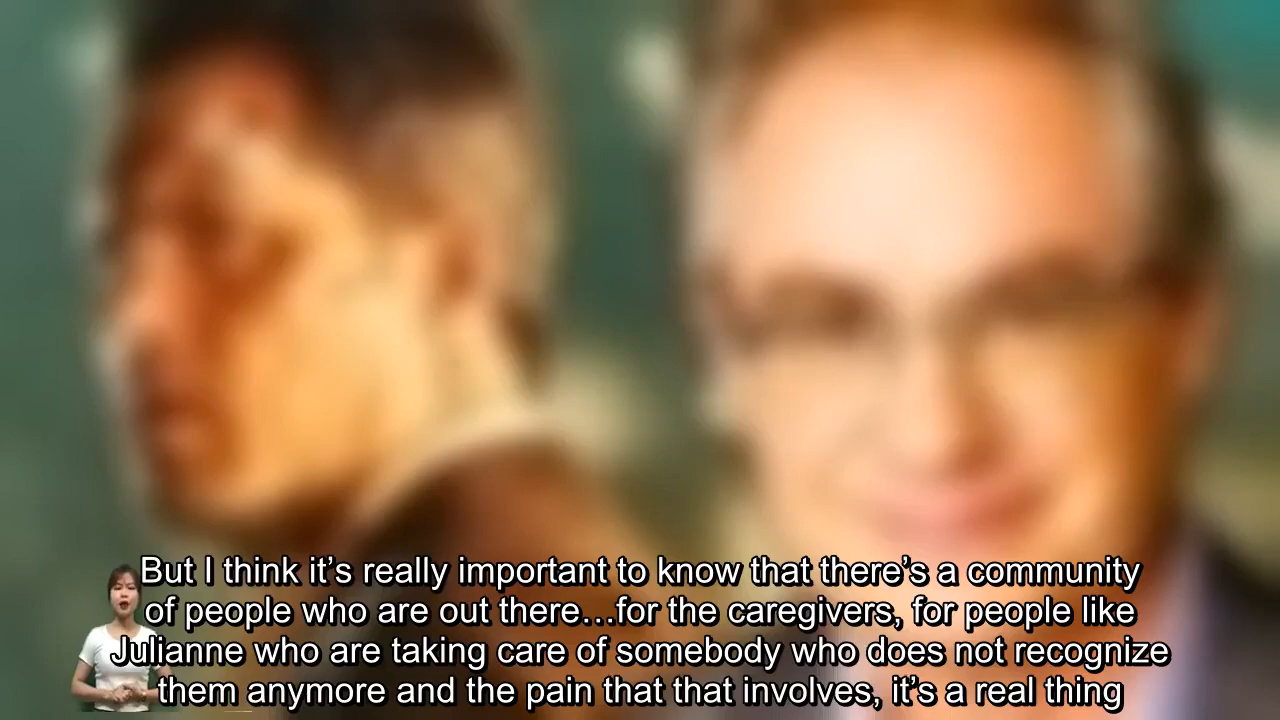 But I think it’s really important to know that there’s a community
of people who are out there…for the caregivers, for people like
Julianne who are taking care of somebody who does not recognize
them anymore and the pain that that involves, it’s a real thing